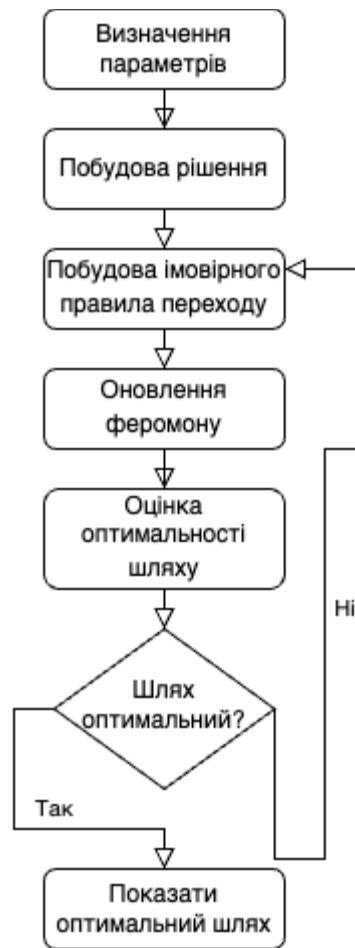 Визначення
параметрів
Побудова рішення
Побудова імовірного
правила переходу
Оновлення
феромону
Оцінка
оптимальності
шляху
Ні
Шлях
оптимальний?
Так
Показати
оптимальний шлях